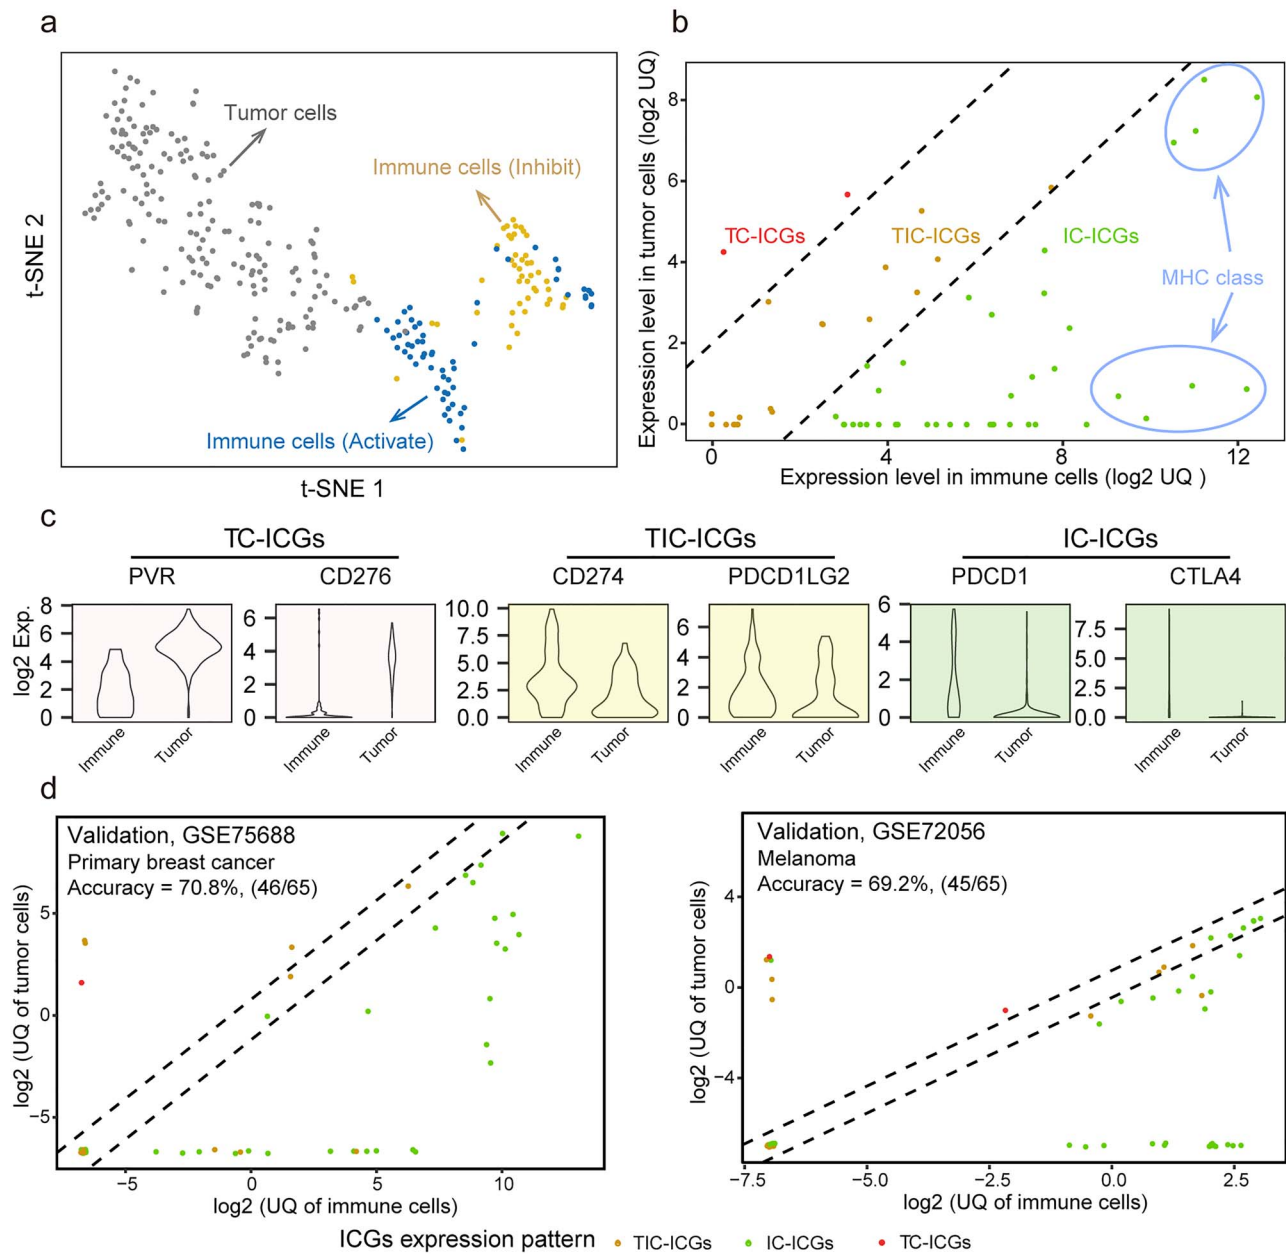 a
Tumor cells
Immune cells (Inhibit)
Immune cells (Activate)
t-SNE 2
t-SNE 1
b
Expression level in tumor cells (log2 UQ)
8
6
4
2
0
TC-ICGs
TIC-ICGs
IC-ICGs
MHC class
0 4 8 12
Expression level in immune cells (log2 UQ )
c
TC-ICGs TIC-ICGs IC-ICGs
PVR CD276 CD274 PDCD1LG2 PDCD1 CTLA4
log2 Exp.
8
6
4
2
0
6
4
2
0
10.0
7.5
5.0
2.5
0.0
6
4
2
0
6
4
2
0
7.5
5.0
2.5
0.0
Immune Tumor Immune Tumor Immune Tumor Immune Tumor Immune Tumor Immune Tumor
d
Validation, GSE75688
Primary breast cancer
Accuracy = 70.8%, (46/65)
log2 (UQ of tumor cells)
5
0
−5
−5 0 5 10
log2 (UQ of immune cells)
Validation, GSE72056
Melanoma
Accuracy = 69.2%, (45/65)
log2 (UQ of tumor cells)
4
0
−4
−7.5 −5.0 −2.5 0.0 2.5
log2 (UQ of immune cells)
ICGs expression pattern TIC-ICGs IC-ICGs TC-ICGs